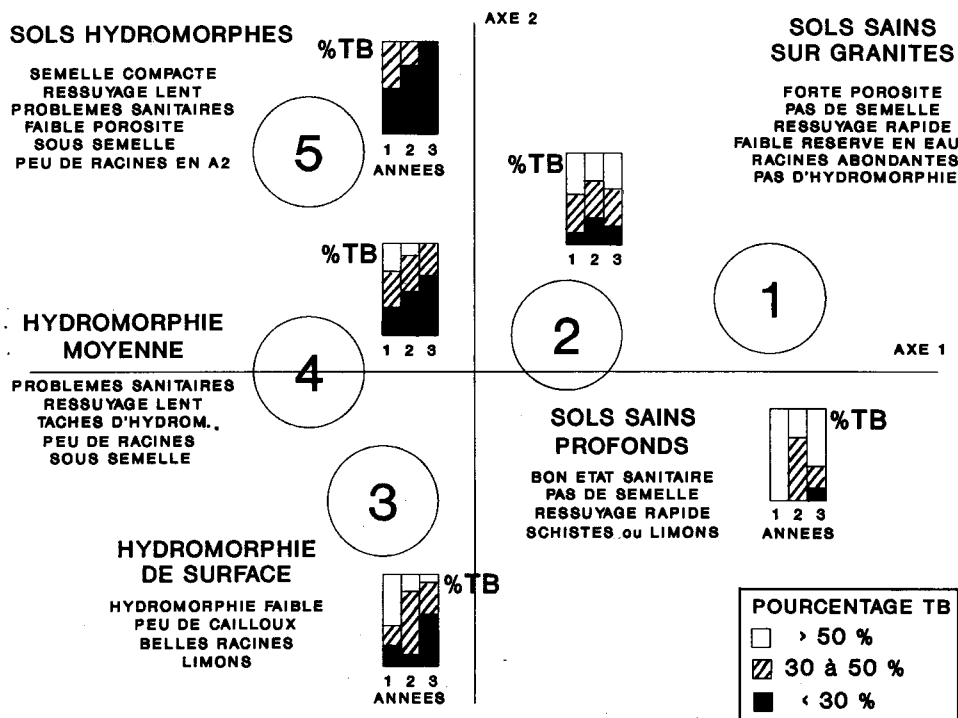 AXE 2
SOLS HYDROMORPHES
SEMELLE COMPACTE
RESSUYAGE LENT
PROBLEMES SANITAIRES
FAIBLE POROSITE
SOUS SEMELLE
PEU DE RACINES EN A2
%TB
1 2 3
ANNEES
5
SOLS SAINS
SUR GRANITES
FORTE POROSITE
PAS DE SEMELLE
RESSUYAGE RAPIDE
FAIBLE RESERVE EN EAU
RACINES ABONDANTES
PAS D'HYDROMORPHIE
%TB
1 2 3
1
2
AXE 1
%TB
1 2 3
HYDROMORPHIE
MOYENNE
4
PROBLEMES SANITAIRES
RESSUYAGE LENT
TACHES D'HYDROM.
PEU DE RACINES
SOUS SEMELLE
SOLS SAINS
PROFONDS
BON ETAT SANITAIRE
PAS DE SEMELLE
RESSUYAGE RAPIDE
SCHISTES ou LIMONS
%TB
1 2 3
ANNEES
3
HYDROMORPHIE
DE SURFACE
HYDROMORPHIE FAIBLE
PEU DE CAILLOUX
BELLES RACINES
LIMONS
%TB
1 2 3
ANNEES
POURCENTAGE TB
> 50 %
30 à 50 %
< 30 %